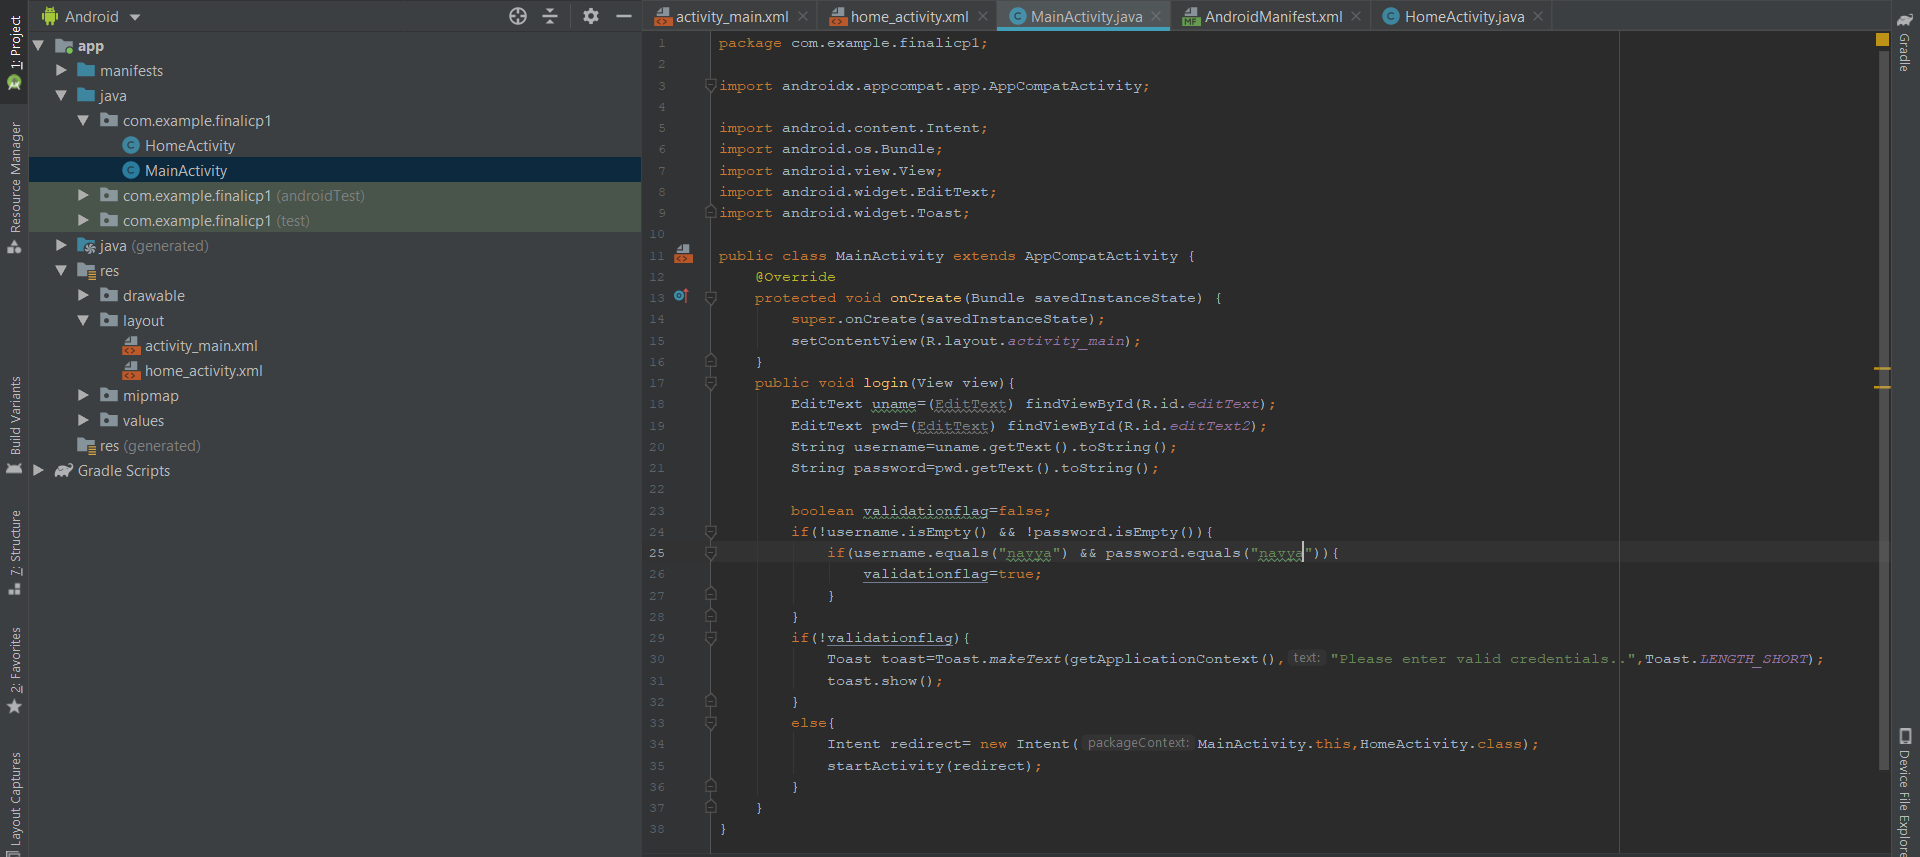 Android
activity_main.xml
home_activity.xml
MainActivity.java
AndroidManifest.xml
HomeActivity.java
1: Project
Resource Manager
Build Variants
7: Structure
2: Favorites
Layout Captures
app
manifests
java
com.example.finalicp1
HomeActivity
MainActivity
com.example.finalicp1 (androidTest)
com.example.finalicp1 (test)
java (generated)
res
drawable
layout
activity_main.xml
home_activity.xml
mipmap
values
res (generated)
Gradle Scripts
1 package com.example.finalicp1;
2
3 import androidx.appcompat.app.AppCompatActivity;
4
5 import android.content.Intent;
6 import android.os.Bundle;
7 import android.view.View;
8 import android.widget.EditText;
9 import android.widget.Toast;
10
11 public class MainActivity extends AppCompatActivity {
12 @Override
13 protected void onCreate(Bundle savedInstanceState) {
14 super.onCreate(savedInstanceState);
15 setContentView(R.layout.activity_main);
16 }
17 public void login(View view){
18 EditText uname=(EditText) findViewById(R.id.editText);
19 EditText pwd=(EditText) findViewById(R.id.editText2);
20 String username=uname.getText().toString();
21 String password=pwd.getText().toString();
22
23 boolean validationflag=false;
24 if(!username.isEmpty() && !password.isEmpty()){
25 if(username.equals("navya") && password.equals("navya")){
26 validationflag=true;
27 }
28 }
29 if(!validationflag){
30 Toast toast=Toast.makeText(getApplicationContext(), text: "Please enter valid credentials..",Toast.LENGTH_SHORT);
31 toast.show();
32 }
33 else{
34 Intent redirect= new Intent( packageContext: MainActivity.this,HomeActivity.class);
35 startActivity(redirect);
36 }
37 }
38 }
Gradle
Device File Explore